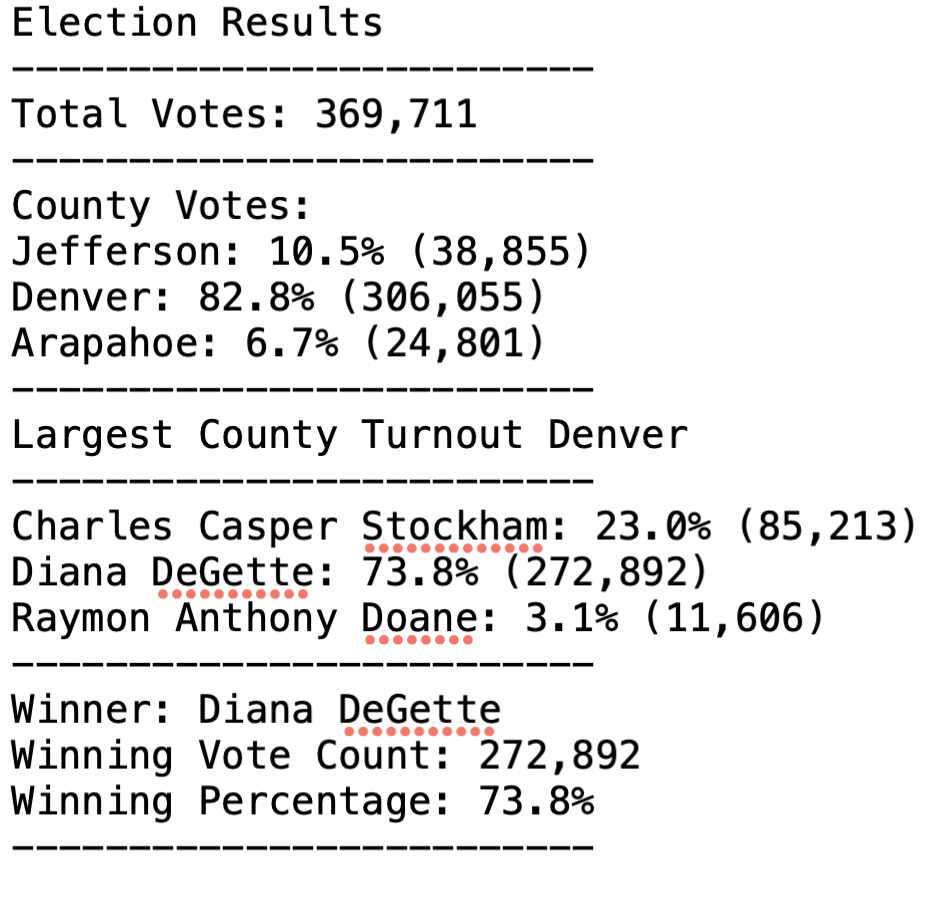 Election Results
-------------------------
Total Votes: 369,711
-------------------------
County Votes:
Jefferson: 10.5% (38,855)
Denver: 82.8% (306,055)
Arapahoe: 6.7% (24,801)
-------------------------
Largest County Turnout Denver
-------------------------
Charles Casper Stockham: 23.0% (85,213)
Diana DeGette: 73.8% (272,892)
Raymon Anthony Doane: 3.1% (11,606)
-------------------------
Winner: Diana DeGette
Winning Vote Count: 272,892
Winning Percentage: 73.8%
-------------------------